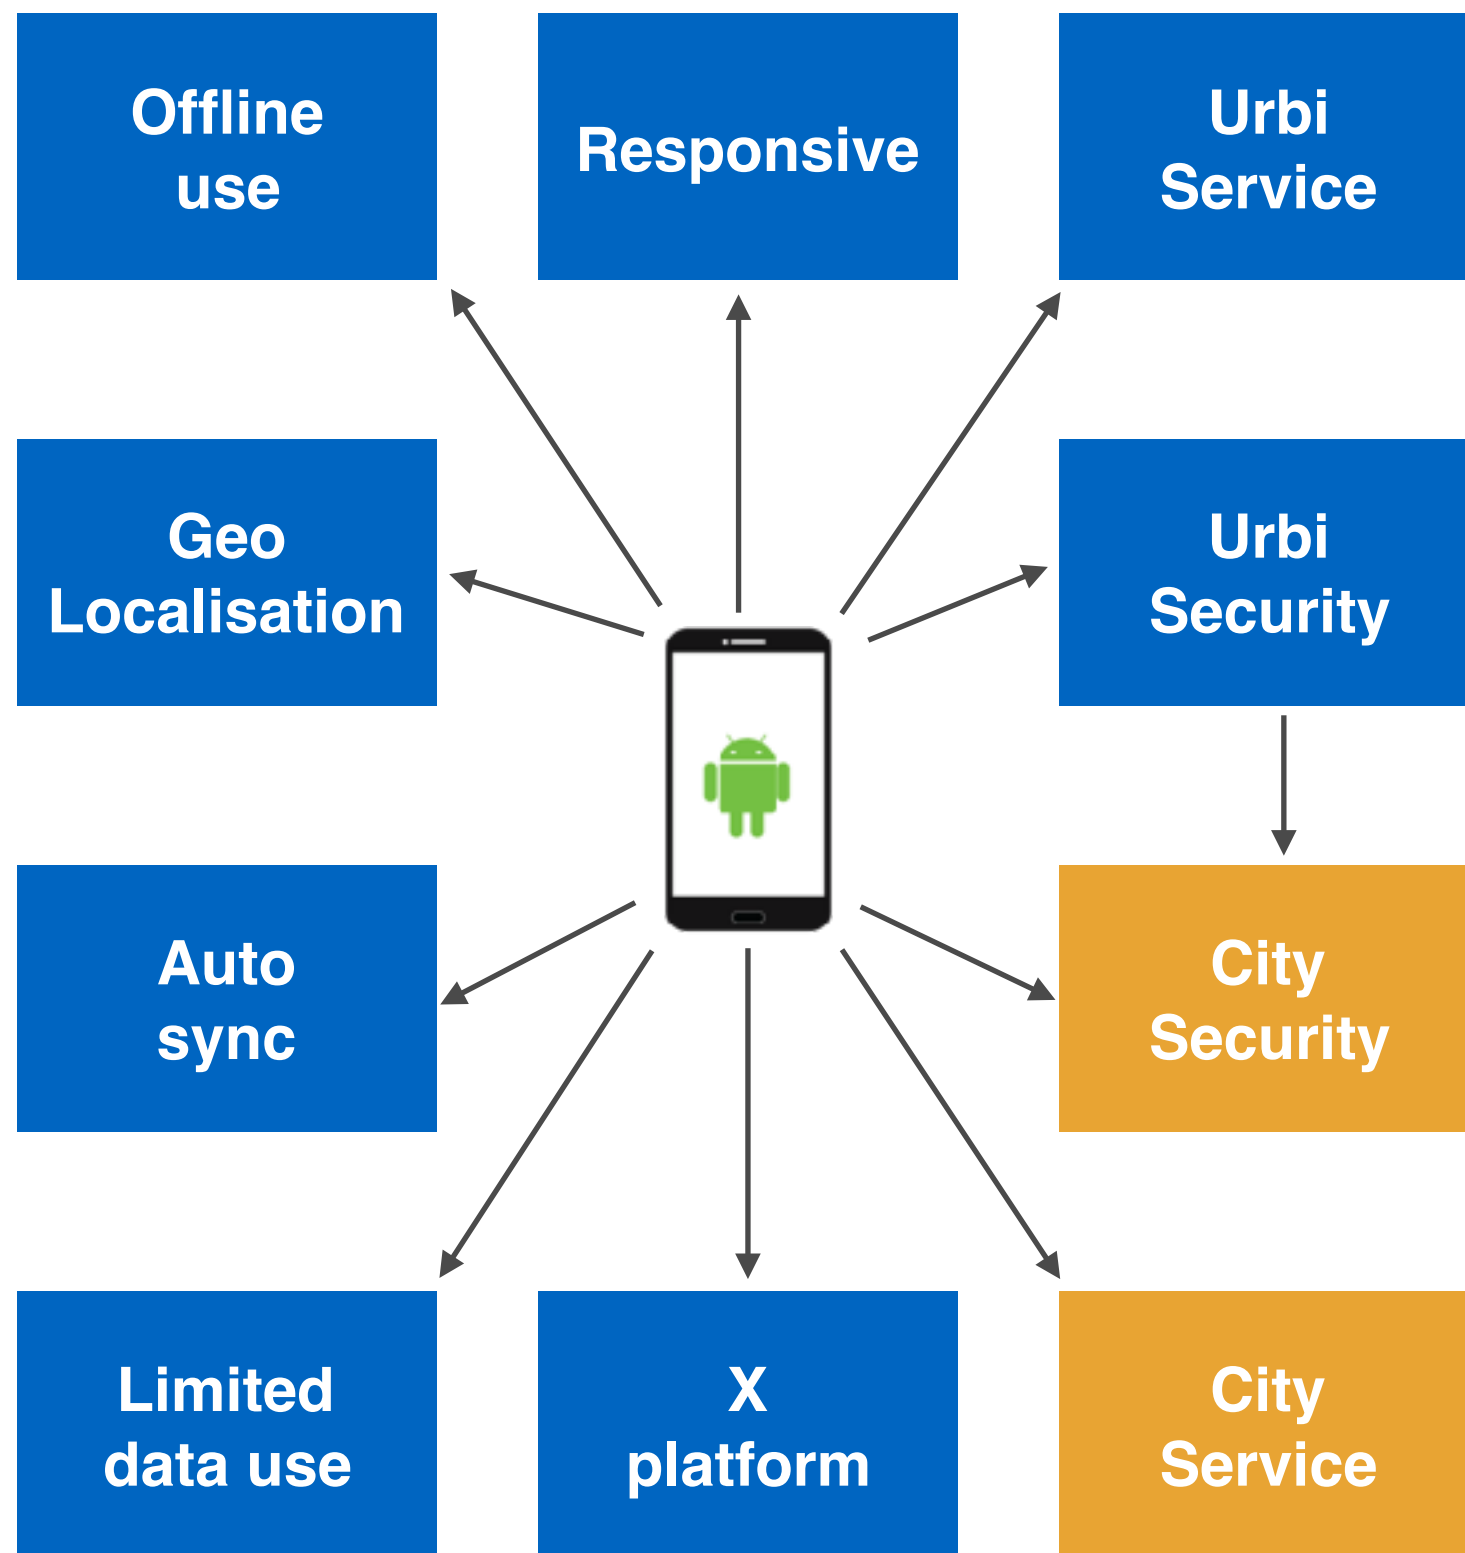 Offline
use
Responsive
Urbi
Service
Geo
Localisation
Urbi
Security
Auto
sync
City
Security
Limited
data use
X
platform
City
Service